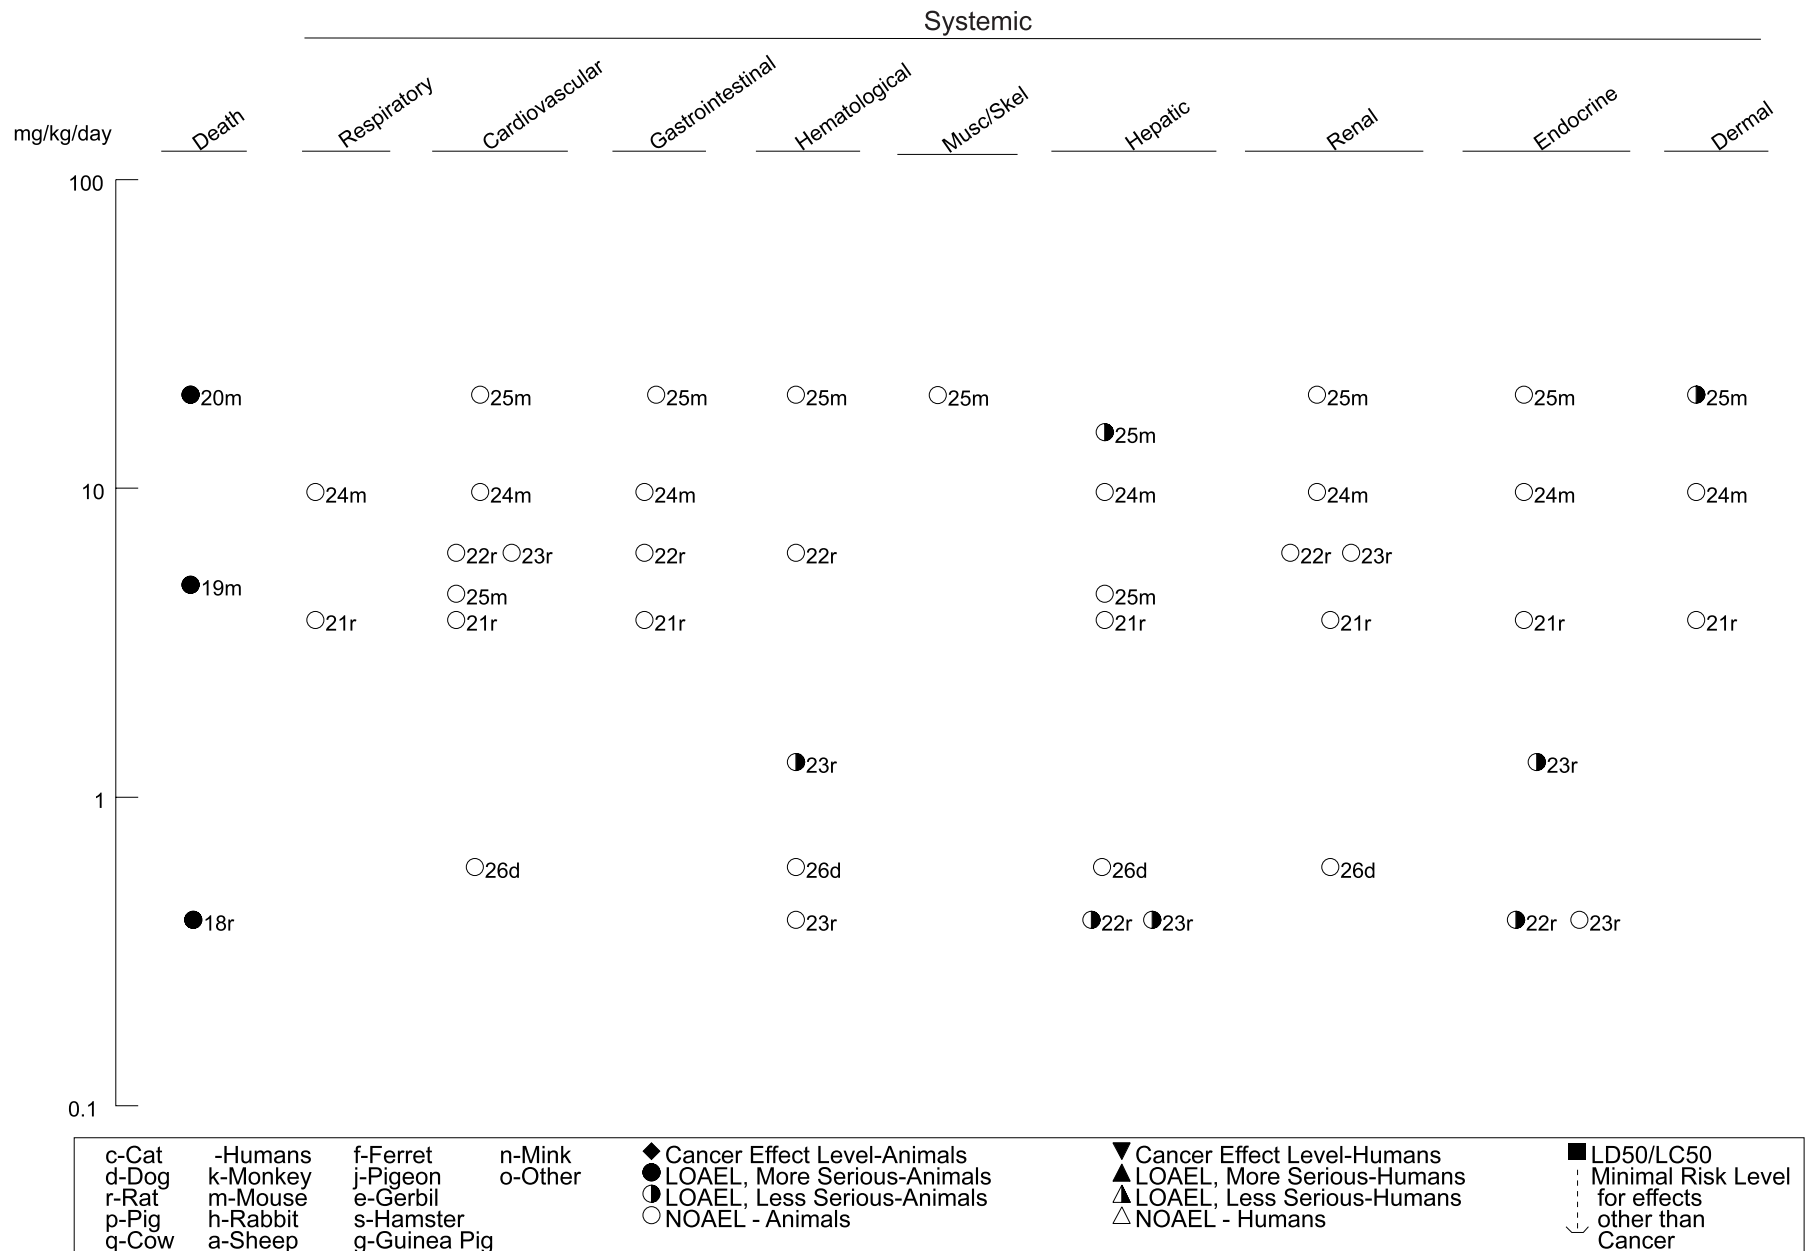 Systemic
mg/kg/day Death Respiratory Cardiovascular Gastrointestinal Hematological Musc/Skel Hepatic Renal Endocrine Dermal
100
20m 25m 25m 25m 25m 25m 25m 25m
25m
10 24m 24m 24m 24m 24m 24m 24m
22r 23r 22r 22r 22r 23r
19m 25m 25m
21r 21r 21r 21r 21r 21r 21r
23r 23r
1
26d 26d 26d 26d
18r 23r 22r 23r 22r 23r
0.1
c-Cat -Humans f-Ferret n-Mink Cancer Effect Level-Animals Cancer Effect Level-Humans LD50/LC50
d-Dog k-Monkey j-Pigeon o-Other LOAEL, More Serious-Animals LOAEL, More Serious-Humans Minimal Risk Level
r-Rat m-Mouse e-Gerbil LOAEL, Less Serious-Animals LOAEL, Less Serious-Humans for effects
p-Pig h-Rabbit s-Hamster NOAEL - Animals NOAEL - Humans other than
q-Cow a-Sheep g-Guinea Pig Cancer